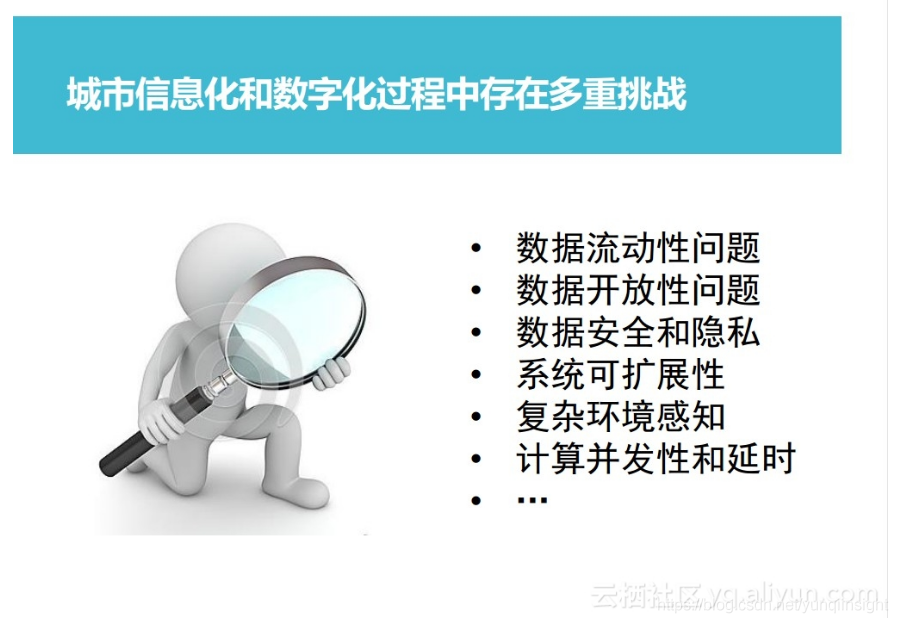 城市信息化和数字化过程中存在多重挑战
• 数据流动性问题
• 数据开放性问题
• 数据安全和隐私
• 系统可扩展性
• 复杂环境感知
• 计算并发性和延时
• …
云栖社区 yq.aliyun.com
https://blog.csdn.net/yunqiinsight